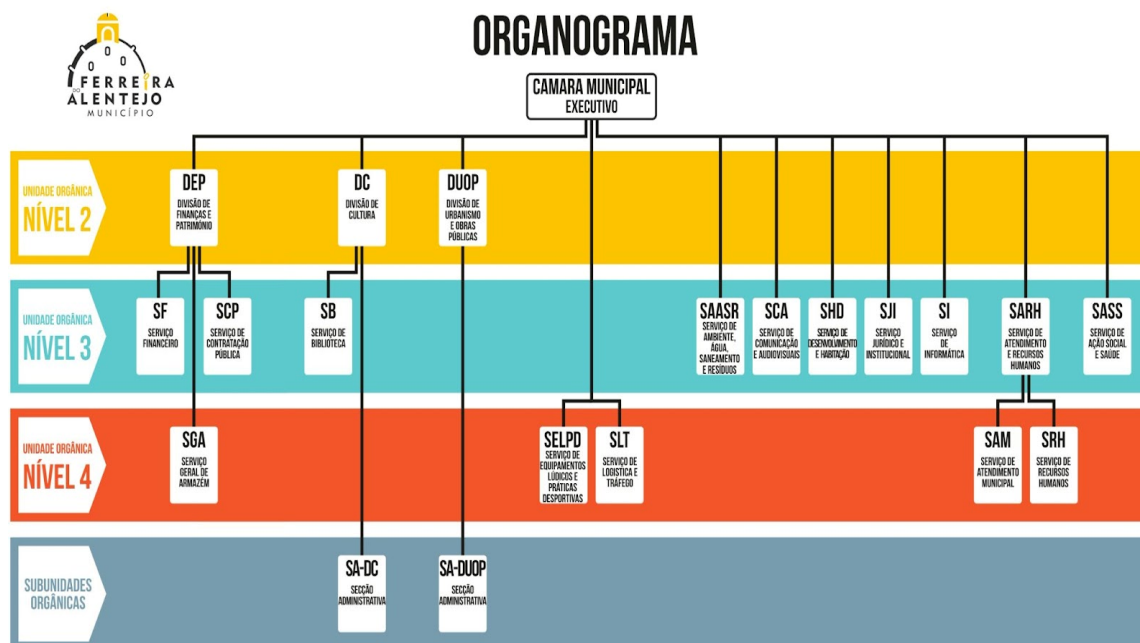 ORGANOGRAMA
FERREIRA
DO
ALENTEJO
MUNICÍPIO
CAMARA MUNICIPAL
EXECUTIVO
UNIDADE ORGÂNICA
NÍVEL 2
DEP
DIVISÃO DE
FINANÇAS E
PATRIMÓNIO
DC
DIVISÃO DE
CULTURA
DUOP
DIVISÃO DE
URBANISMO
E OBRAS
PÚBLICAS
UNIDADE ORGÂNICA
NÍVEL 3
SF
SERVIÇO
FINANCEIRO
SCP
SERVIÇO DE
CONTRATAÇÃO
PÚBLICA
SB
SERVIÇO DE
BIBLIOTECA
SAASR
SERVIÇO DE
AMBIENTE,
ÁGUA,
SANEAMENTO
E RESÍDUOS
SCA
SERVIÇO DE
COMUNICAÇÃO
E AUDIOVISUAIS
SHD
SERVIÇO DE
DESENVOLVIMENTO
E HABITAÇÃO
SJI
SERVIÇO
JURÍDICO E
INSTITUCIONAL
SI
SERVIÇO
DE
INFORMÁTICA
SARH
SERVIÇO DE
ATENDIMENTO
E RECURSOS
HUMANOS
SASS
SERVIÇO DE
AÇÃO SOCIAL
E SAÚDE
UNIDADE ORGÂNICA
NÍVEL 4
SGA
SERVIÇO
GERAL DE
ARMAZÉM
SELPD
SERVIÇO DE
EQUIPAMENTOS
LÚDICOS E
PRÁTICAS
DESPORTIVAS
SLT
SERVIÇO DE
LOGISTICA E
TRÁFEGO
SAM
SERVIÇO DE
ATENDIMENTO
MUNICIPAL
SRH
SERVIÇO DE
RECURSOS
HUMANOS
SUBUNIDADES
ORGÂNICAS
SA-DC
SECÇÃO
ADMINISTRATIVA
SA-DUOP
SECÇÃO
ADMINISTRATIVA